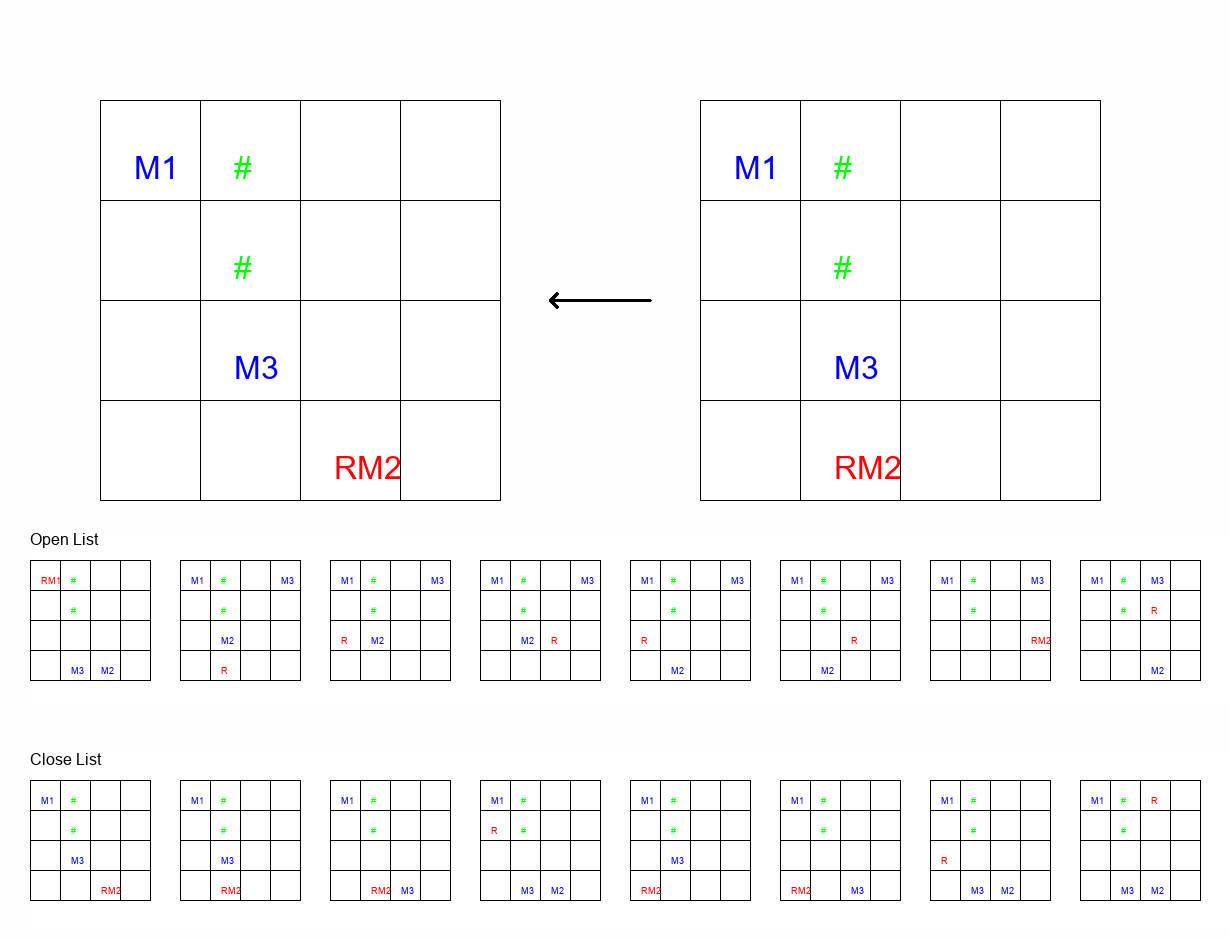 M1 # M1 #
# #
M3 M3
RM2 RM2
Open List
RM1 # M1 # M3 M1 # M3 M1 # M3 M1 # M3 M1 # M3 M1 # M3 M1 # M3
# # # # # # # # R
M2 R M2 M2 R R R RM2
M3 M2 R M2 M2 M2
Close List
M1 # M1 # M1 # M1 # M1 # M1 # M1 # M1 # R
# # # R # # # # #
M3 M3 M3 R
RM2 RM2 RM2 M3 M3 M2 RM2 RM2 M3 M3 M2 M3 M2